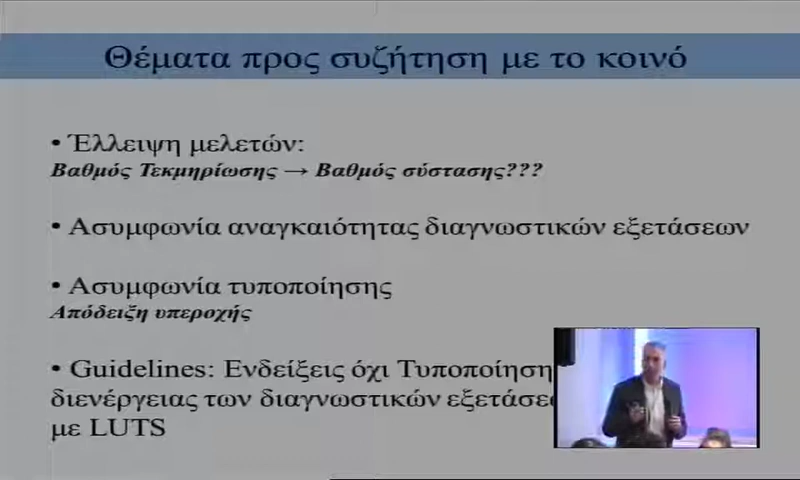 Θέματα προς συζήτηση με το κοινό
• Έλλειψη μελετών:
Βαθμός Τεκμηρίωσης → Βαθμός σύστασης???
• Ασυμφωνία αναγκαιότητας διαγνωστικών εξετάσεων
• Ασυμφωνία τυποποίησης
Απόδειξη υπεροχής
• Guidelines: Ενδείξεις όχι Τυποποίηση
διενέργειας των διαγνωστικών
με LUTS